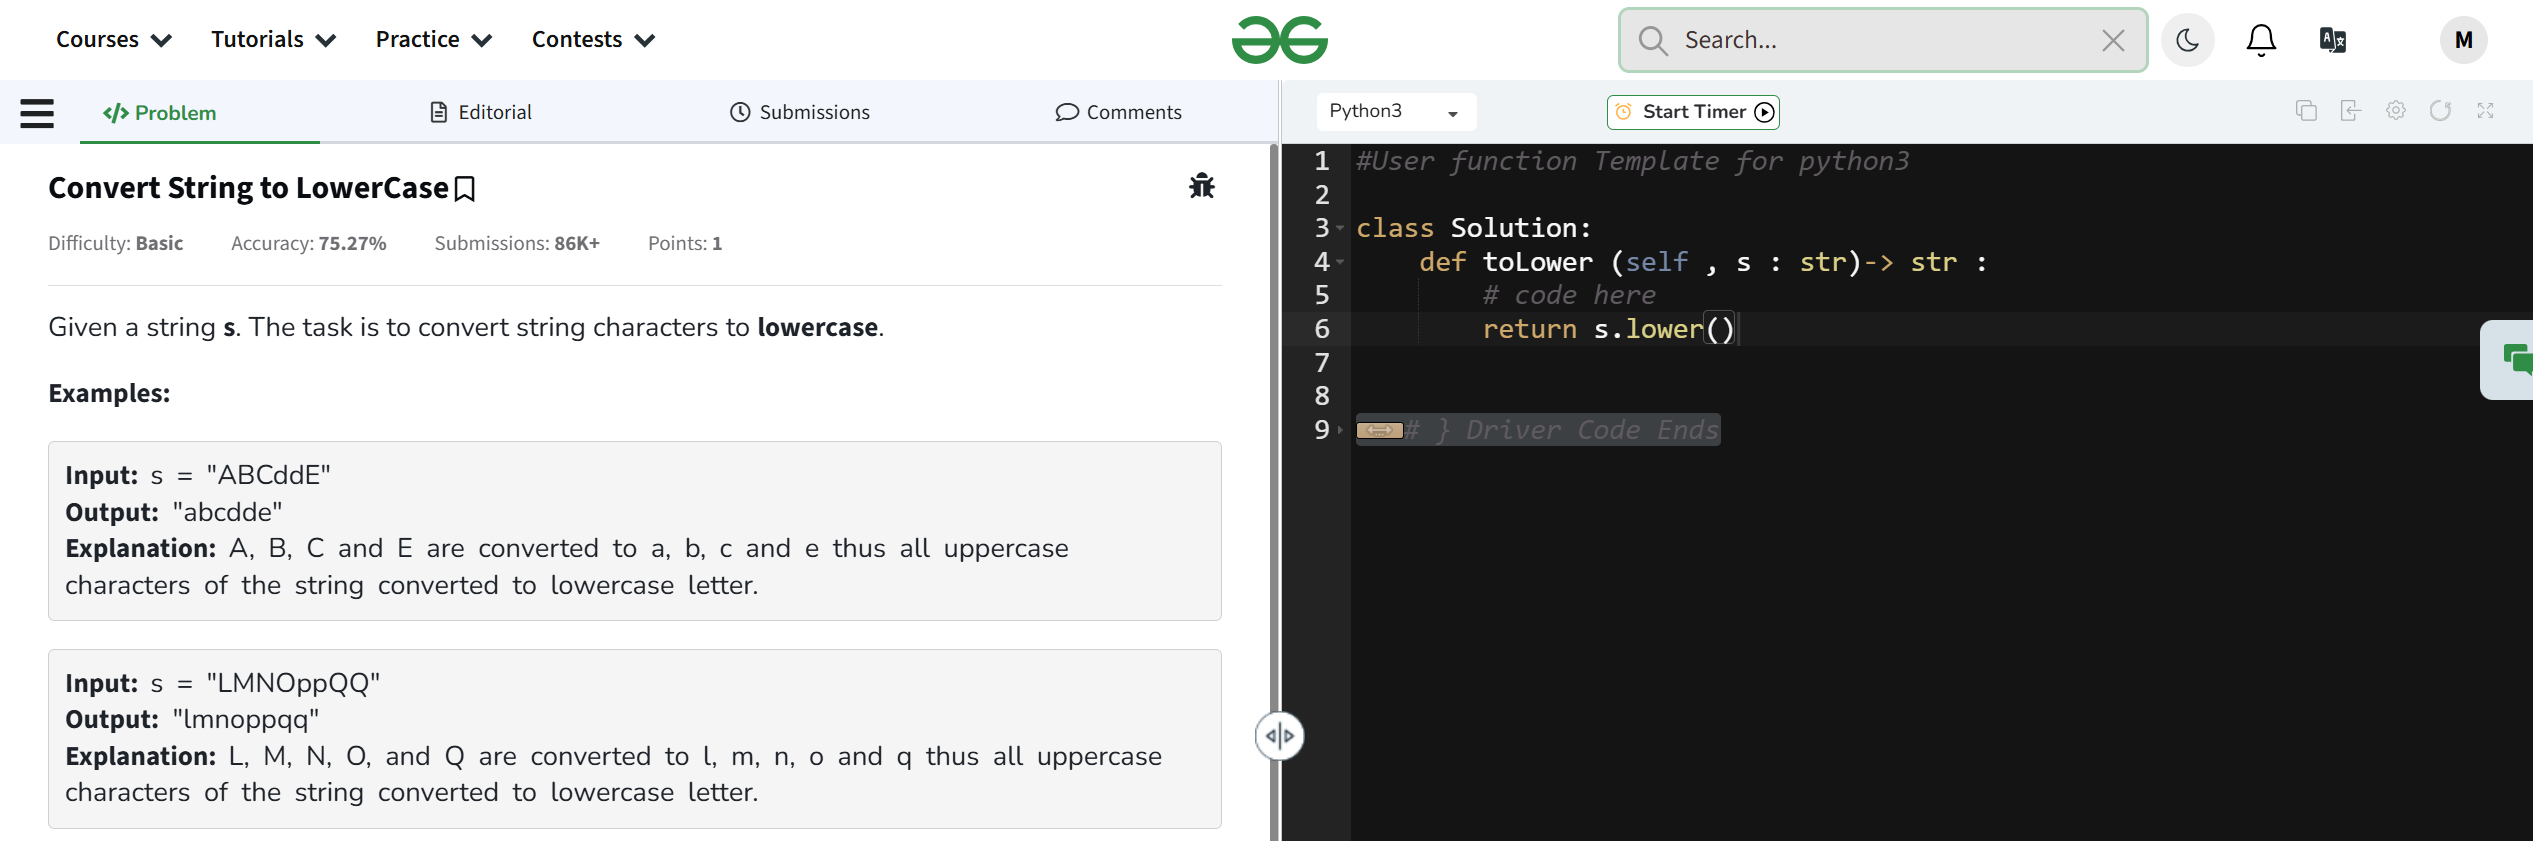 Courses Tutorials Practice Contests Search... M
Problem Editorial Submissions Comments
Convert String to LowerCase
Difficulty: Basic Accuracy: 75.27% Submissions: 86K+ Points: 1
Given a string s. The task is to convert string characters to lowercase.
Examples:
Input: s = "ABCddE"
Output: "abcdde"
Explanation: A, B, C and E are converted to a, b, c and e thus all uppercase
characters of the string converted to lowercase letter.
Input: s = "LMNOppQQ"
Output: "lmnoppqq"
Explanation: L, M, N, O, and Q are converted to l, m, n, o and q thus all uppercase
characters of the string converted to lowercase letter.
Python3 Start Timer
1 #User function Template for python3
2
3 class Solution:
4     def toLower (self , s : str)-> str :
5         # code here
6         return s.lower()
7
8
9 # } Driver Code Ends